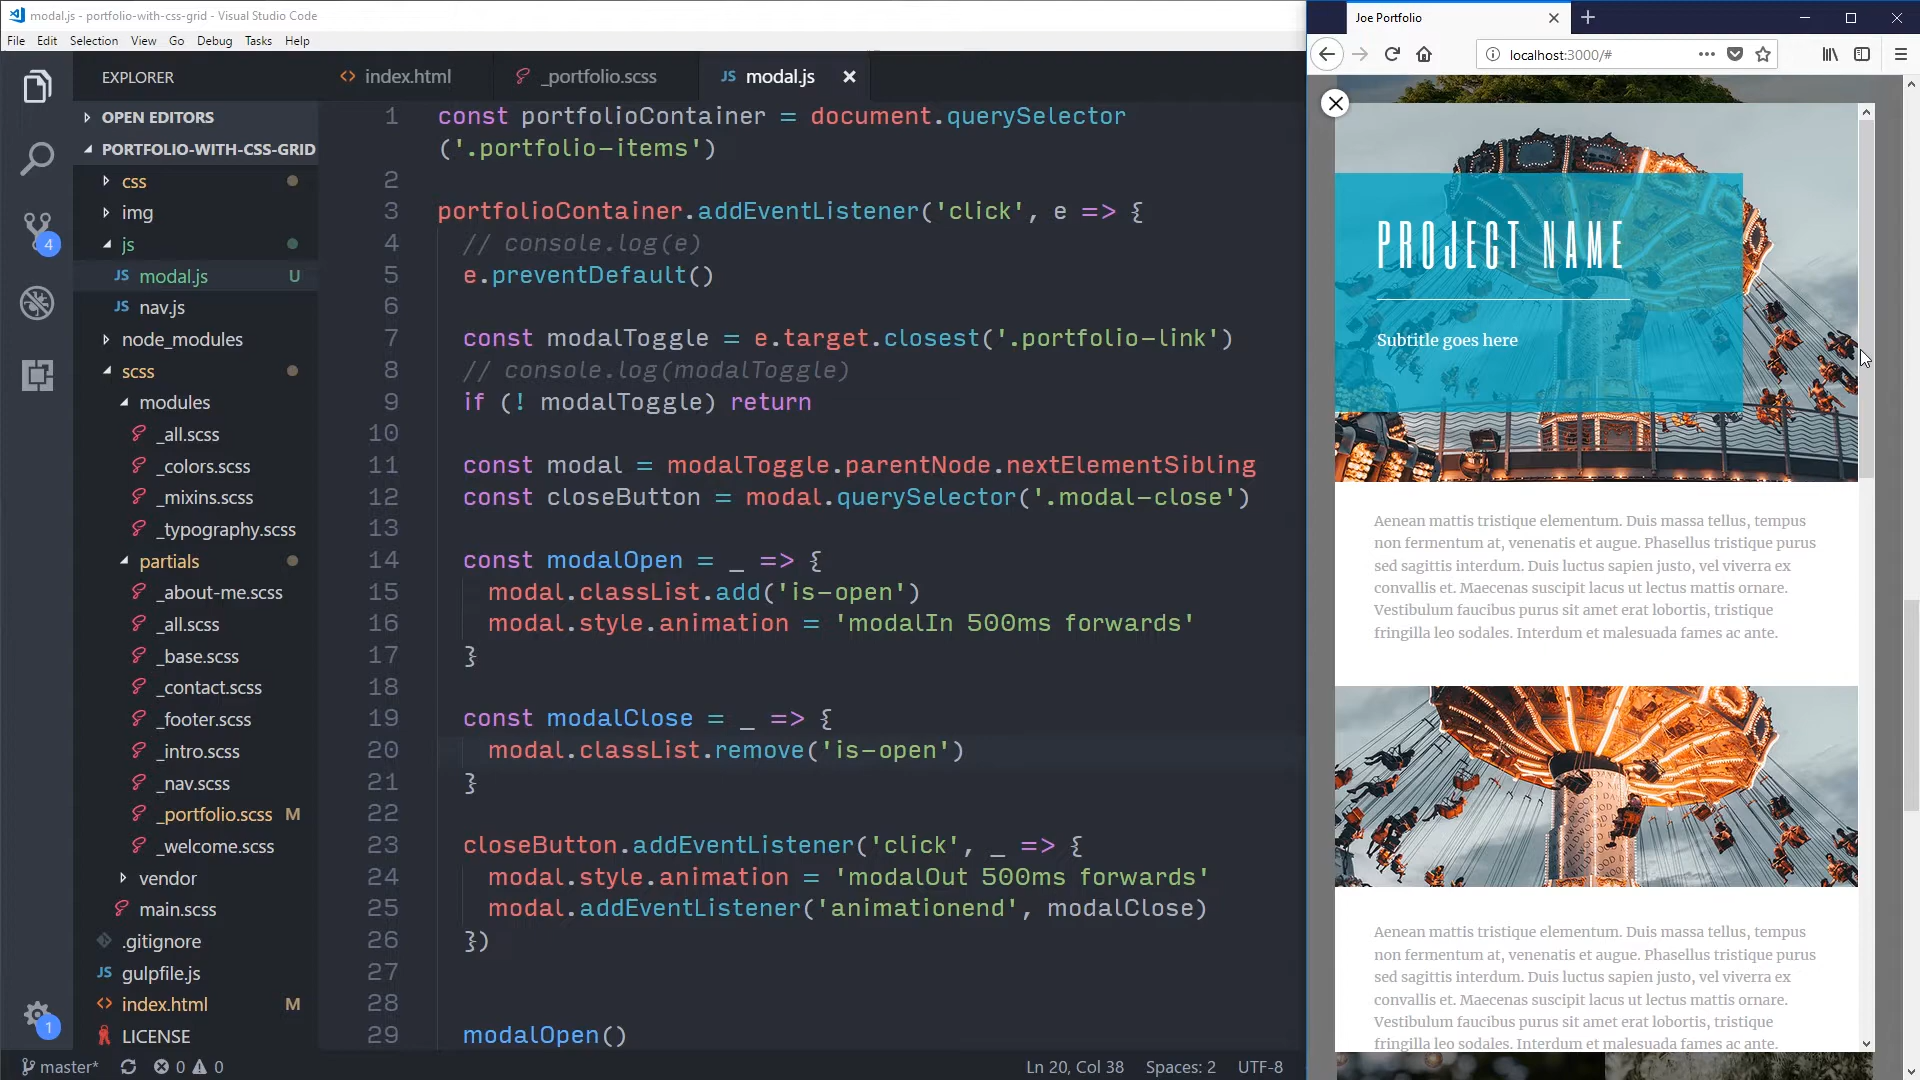 modal.js - portfolio-with-css-grid - Visual Studio Code
File Edit Selection View Go Debug Tasks Help
EXPLORER
OPEN EDITORS
PORTFOLIO-WITH-CSS-GRID
css
img
js
JS modal.js U
JS nav.js
node_modules
scss
modules
_all.scss
_colors.scss
_mixins.scss
_typography.scss
partials
_about-me.scss
_all.scss
_base.scss
_contact.scss
_footer.scss
_intro.scss
_nav.scss
_portfolio.scss M
_welcome.scss
vendor
main.scss
.gitignore
JS gulpfile.js
<> index.html M
LICENSE
4
1
<> index.html _portfolio.scss JS modal.js
1 const portfolioContainer = document.querySelector
('.portfolio-items')
2
3 portfolioContainer.addEventListener('click', e => {
4 // console.log(e)
5 e.preventDefault()
6
7 const modalToggle = e.target.closest('.portfolio-link')
8 // console.log(modalToggle)
9 if (! modalToggle) return
10
11 const modal = modalToggle.parentNode.nextElementSibling
12 const closeButton = modal.querySelector('.modal-close')
13
14 const modalOpen = _ => {
15 modal.classList.add('is-open')
16 modal.style.animation = 'modalIn 500ms forwards'
17 }
18
19 const modalClose = _ => {
20 modal.classList.remove('is-open')
21 }
22
23 closeButton.addEventListener('click', _ => {
24 modal.style.animation = 'modalOut 500ms forwards'
25 modal.addEventListener('animationend', modalClose)
26 })
27
28
29 modalOpen()
master* 0 0 Ln 20, Col 38 Spaces: 2 UTF-8
Joe Portfolio
localhost:3000/#
PROJECT NAME
Subtitle goes here
Aenean mattis tristique elementum. Duis massa tellus, tempus
non fermentum at, venenatis et augue. Phasellus tristique purus
sed sagittis interdum. Duis luctus sapien justo, vel viverra ex
convallis et. Maecenas suscipit lacus ut lectus mattis ornare.
Vestibulum faucibus purus sit amet erat lobortis, tristique
fringilla leo sodales. Interdum et malesuada fames ac ante.
Aenean mattis tristique elementum. Duis massa tellus, tempus
non fermentum at, venenatis et augue. Phasellus tristique purus
sed sagittis interdum. Duis luctus sapien justo, vel viverra ex
convallis et. Maecenas suscipit lacus ut lectus mattis ornare.
Vestibulum faucibus purus sit amet erat lobortis, tristique
fringilla leo sodales. Interdum et malesuada fames ac ante.